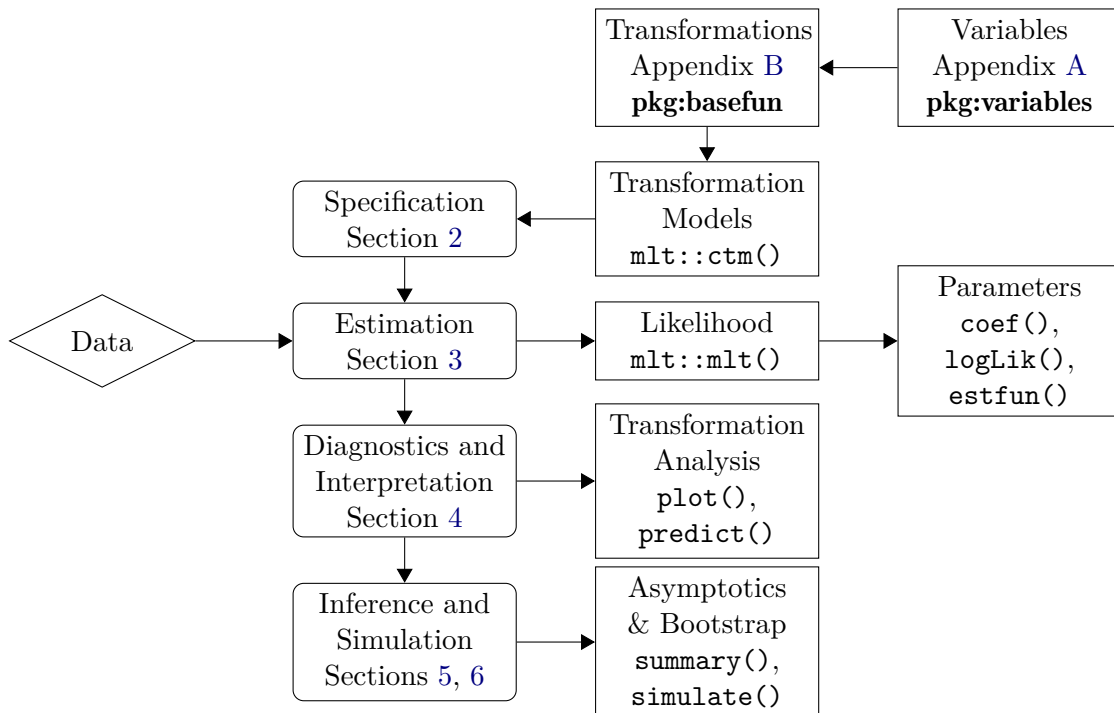 Transformations
Appendix B
pkg:basefun
Variables
Appendix A
pkg:variables
Specification
Section 2
Transformation
Models
mlt::ctm()
Data
Estimation
Section 3
Likelihood
mlt::mlt()
Parameters
coef(),
logLik(),
estfun()
Diagnostics and
Interpretation
Section 4
Transformation
Analysis
plot(),
predict()
Inference and
Simulation
Sections 5, 6
Asymptotics
& Bootstrap
summary(),
simulate()